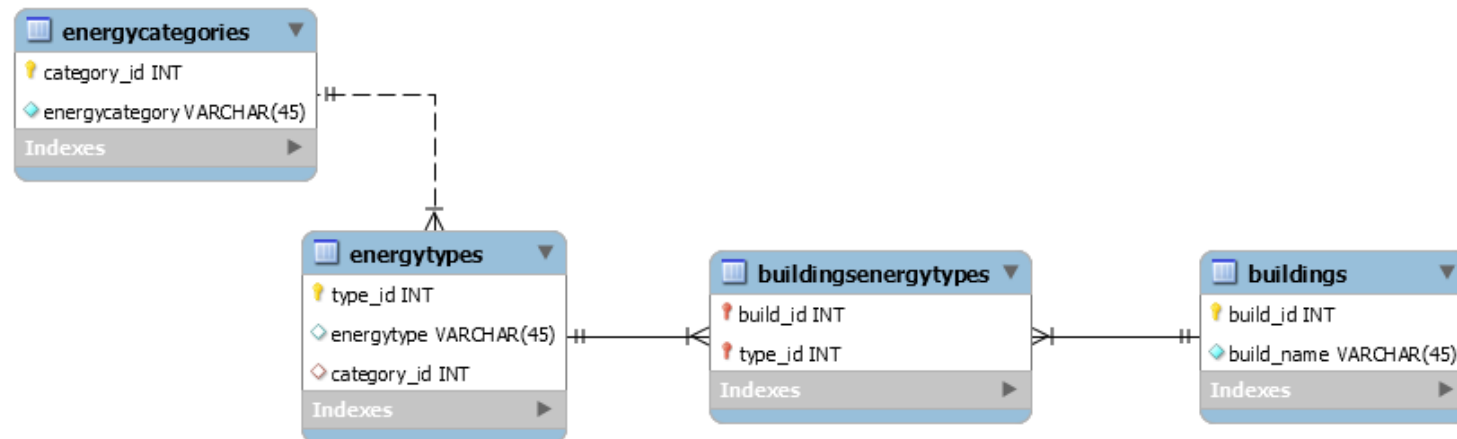 energycategories
category_id INT
energycategory VARCHAR(45)
Indexes
energytypes
type_id INT
energytype VARCHAR(45)
category_id INT
Indexes
buildingsenergytypes
build_id INT
type_id INT
Indexes
buildings
build_id INT
build_name VARCHAR(45)
Indexes